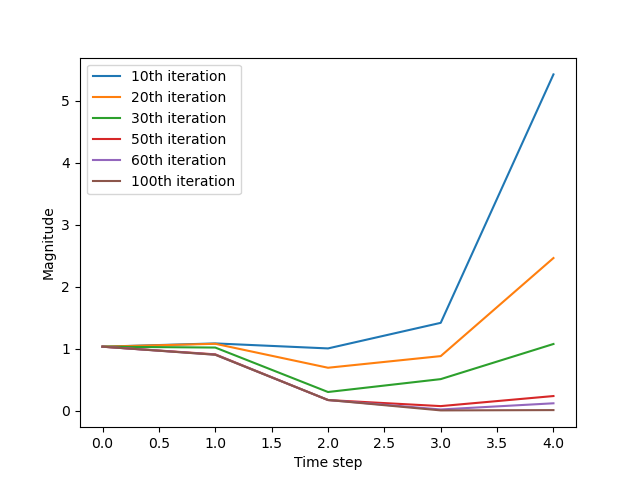 10th iteration
20th iteration
30th iteration
50th iteration
60th iteration
100th iteration
5
4
3
2
1
0
Magnitude
0.0 0.5 1.0 1.5 2.0 2.5 3.0 3.5 4.0
Time step